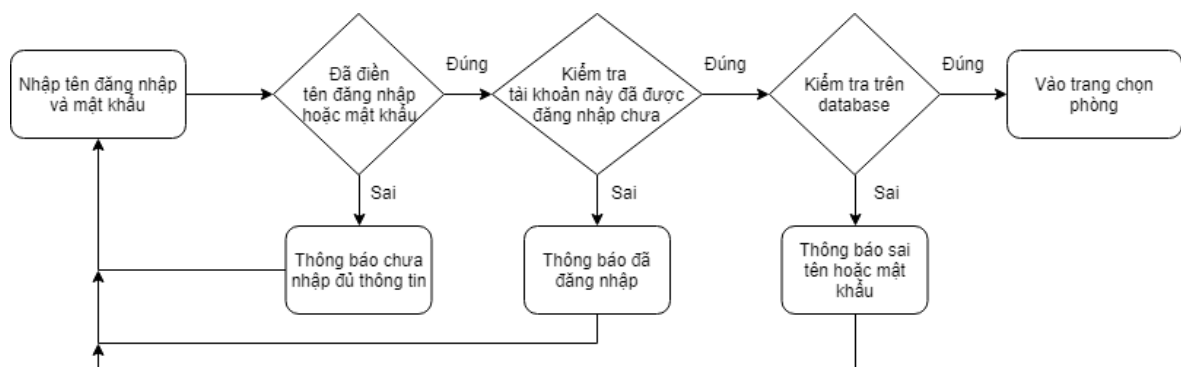 Nhập tên đăng nhập
và mật khẩu
Đã điền
tên đăng nhập
hoặc mật khẩu
Đúng
Kiểm tra
tài khoản này đã được
đăng nhập chưa
Đúng
Kiểm tra trên
database
Đúng
Vào trang chọn
phòng
Sai
Sai
Sai
Thông báo chưa
nhập đủ thông tin
Thông báo đã
đăng nhập
Thông báo sai
tên hoặc mật
khẩu